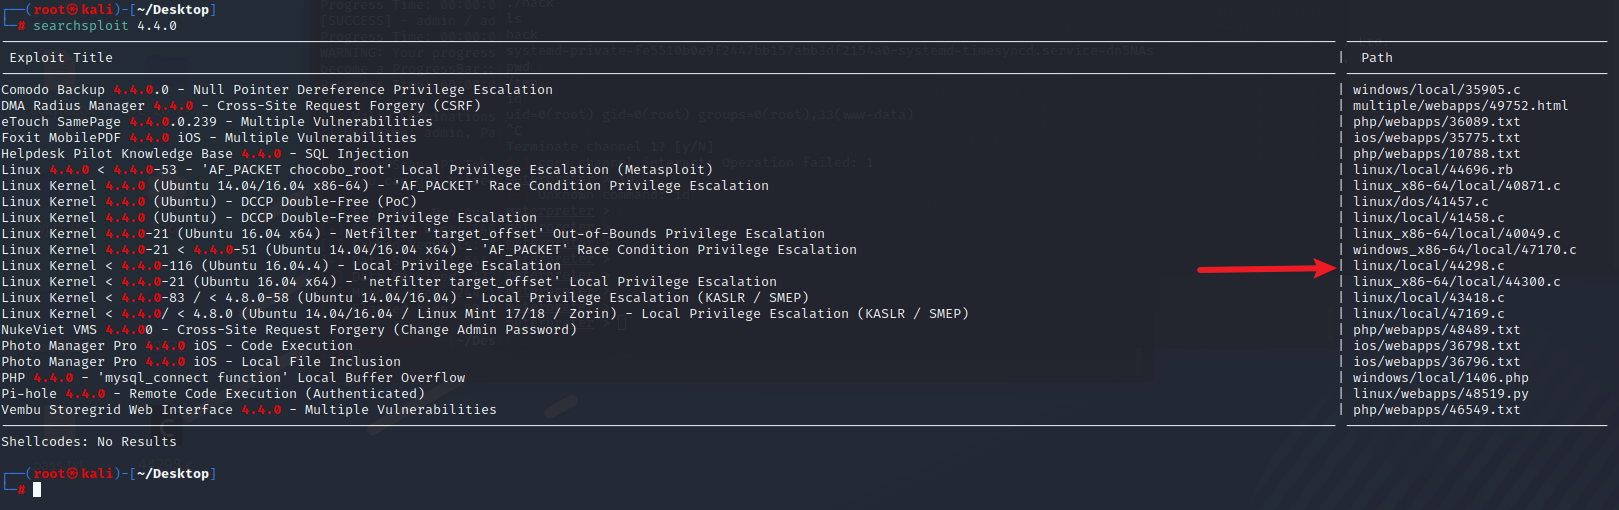 ┌──(root㉿kali)-[~/Desktop]
└─# searchsploit 4.4.0
Exploit Title | Path
Comodo Backup 4.4.0.0 - Null Pointer Dereference Privilege Escalation | windows/local/35905.c
DMA Radius Manager 4.4.0 - Cross-Site Request Forgery (CSRF) | multiple/webapps/49752.html
eTouch SamePage 4.4.0.0.239 - Multiple Vulnerabilities | php/webapps/36089.txt
Foxit MobilePDF 4.4.0 iOS - Multiple Vulnerabilities | ios/webapps/35775.txt
Helpdesk Pilot Knowledge Base 4.4.0 - SQL Injection | php/webapps/10788.txt
Linux 4.4.0 < 4.4.0-53 - 'AF_PACKET chocobo_root' Local Privilege Escalation (Metasploit) | linux/local/44696.rb
Linux Kernel 4.4.0 (Ubuntu 14.04/16.04 x86-64) - 'AF_PACKET' Race Condition Privilege Escalation | linux_x86-64/local/40871.c
Linux Kernel 4.4.0 (Ubuntu) - DCCP Double-Free (PoC) | linux/dos/41457.c
Linux Kernel 4.4.0 (Ubuntu) - DCCP Double-Free Privilege Escalation | linux/local/41458.c
Linux Kernel 4.4.0-21 (Ubuntu 16.04 x64) - Netfilter 'target_offset' Out-of-Bounds Privilege Escalation | linux_x86-64/local/40049.c
Linux Kernel 4.4.0-21 < 4.4.0-51 (Ubuntu 14.04/16.04 x64) - 'AF_PACKET' Race Condition Privilege Escalation | windows_x86-64/local/47170.c
Linux Kernel < 4.4.0-116 (Ubuntu 16.04.4) - Local Privilege Escalation | linux/local/44298.c
Linux Kernel < 4.4.0-21 (Ubuntu 16.04 x64) - 'netfilter target_offset' Local Privilege Escalation | linux_x86-64/local/44300.c
Linux Kernel < 4.4.0-83 / < 4.8.0-58 (Ubuntu 14.04/16.04) - Local Privilege Escalation (KASLR / SMEP) | linux/local/43418.c
Linux Kernel < 4.4.0/ < 4.8.0 (Ubuntu 14.04/16.04 / Linux Mint 17/18 / Zorin) - Local Privilege Escalation (KASLR / SMEP) | linux/local/47169.c
NukeViet VMS 4.4.00 - Cross-Site Request Forgery (Change Admin Password) | php/webapps/48489.txt
Photo Manager Pro 4.4.0 iOS - Code Execution | ios/webapps/36798.txt
Photo Manager Pro 4.4.0 iOS - Local File Inclusion | ios/webapps/36796.txt
PHP 4.4.0 - 'mysql_connect function' Local Buffer Overflow | windows/local/1406.php
Pi-hole 4.4.0 - Remote Code Execution (Authenticated) | linux/webapps/48519.py
Vembu Storegrid Web Interface 4.4.0 - Multiple Vulnerabilities | php/webapps/46549.txt
Shellcodes: No Results
┌──(root㉿kali)-[~/Desktop]
└─#